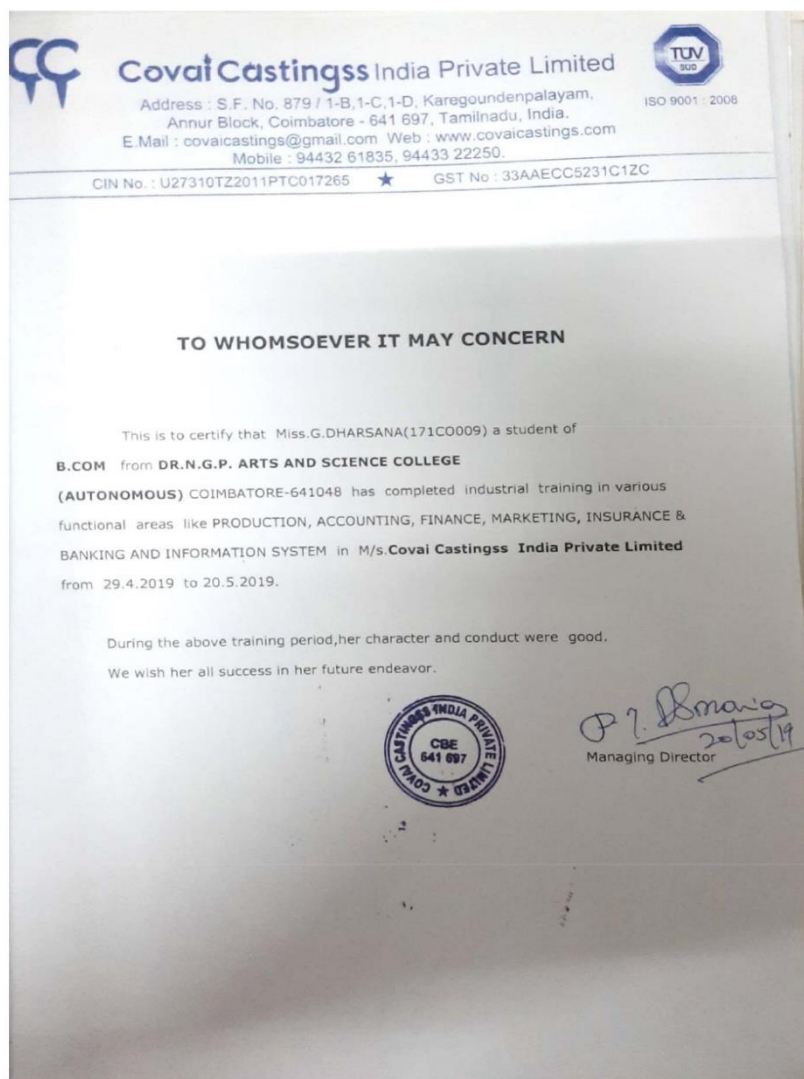 CC
Covai Castingss India Private Limited
TÜV
SÜD
ISO 9001 : 2008
Address : S.F. No. 879 / 1-B,1-C,1-D, Karegoundenpalayam,
Annur Block, Coimbatore - 641 697, Tamilnadu, India.
E.Mail : covaicastings@gmail.com Web : www.covaicastings.com
Mobile : 94432 61835, 94433 22250.
CIN No. : U27310TZ2011PTC017265 ★ GST No : 33AAECC5231C1ZC
TO WHOMSOEVER IT MAY CONCERN
This is to certify that Miss.G.DHARSANA(171CO009) a student of
B.COM from DR.N.G.P. ARTS AND SCIENCE COLLEGE
(AUTONOMOUS) COIMBATORE-641048 has completed industrial training in various
functional areas like PRODUCTION, ACCOUNTING, FINANCE, MARKETING, INSURANCE &
BANKING AND INFORMATION SYSTEM in M/s.Covai Castingss India Private Limited
from 29.4.2019 to 20.5.2019.
During the above training period,her character and conduct were good.
We wish her all success in her future endeavor.
COVAI CASTINGSS INDIA PRIVATE LIMITED ★
CBE
641 697
20/05/19
Managing Director